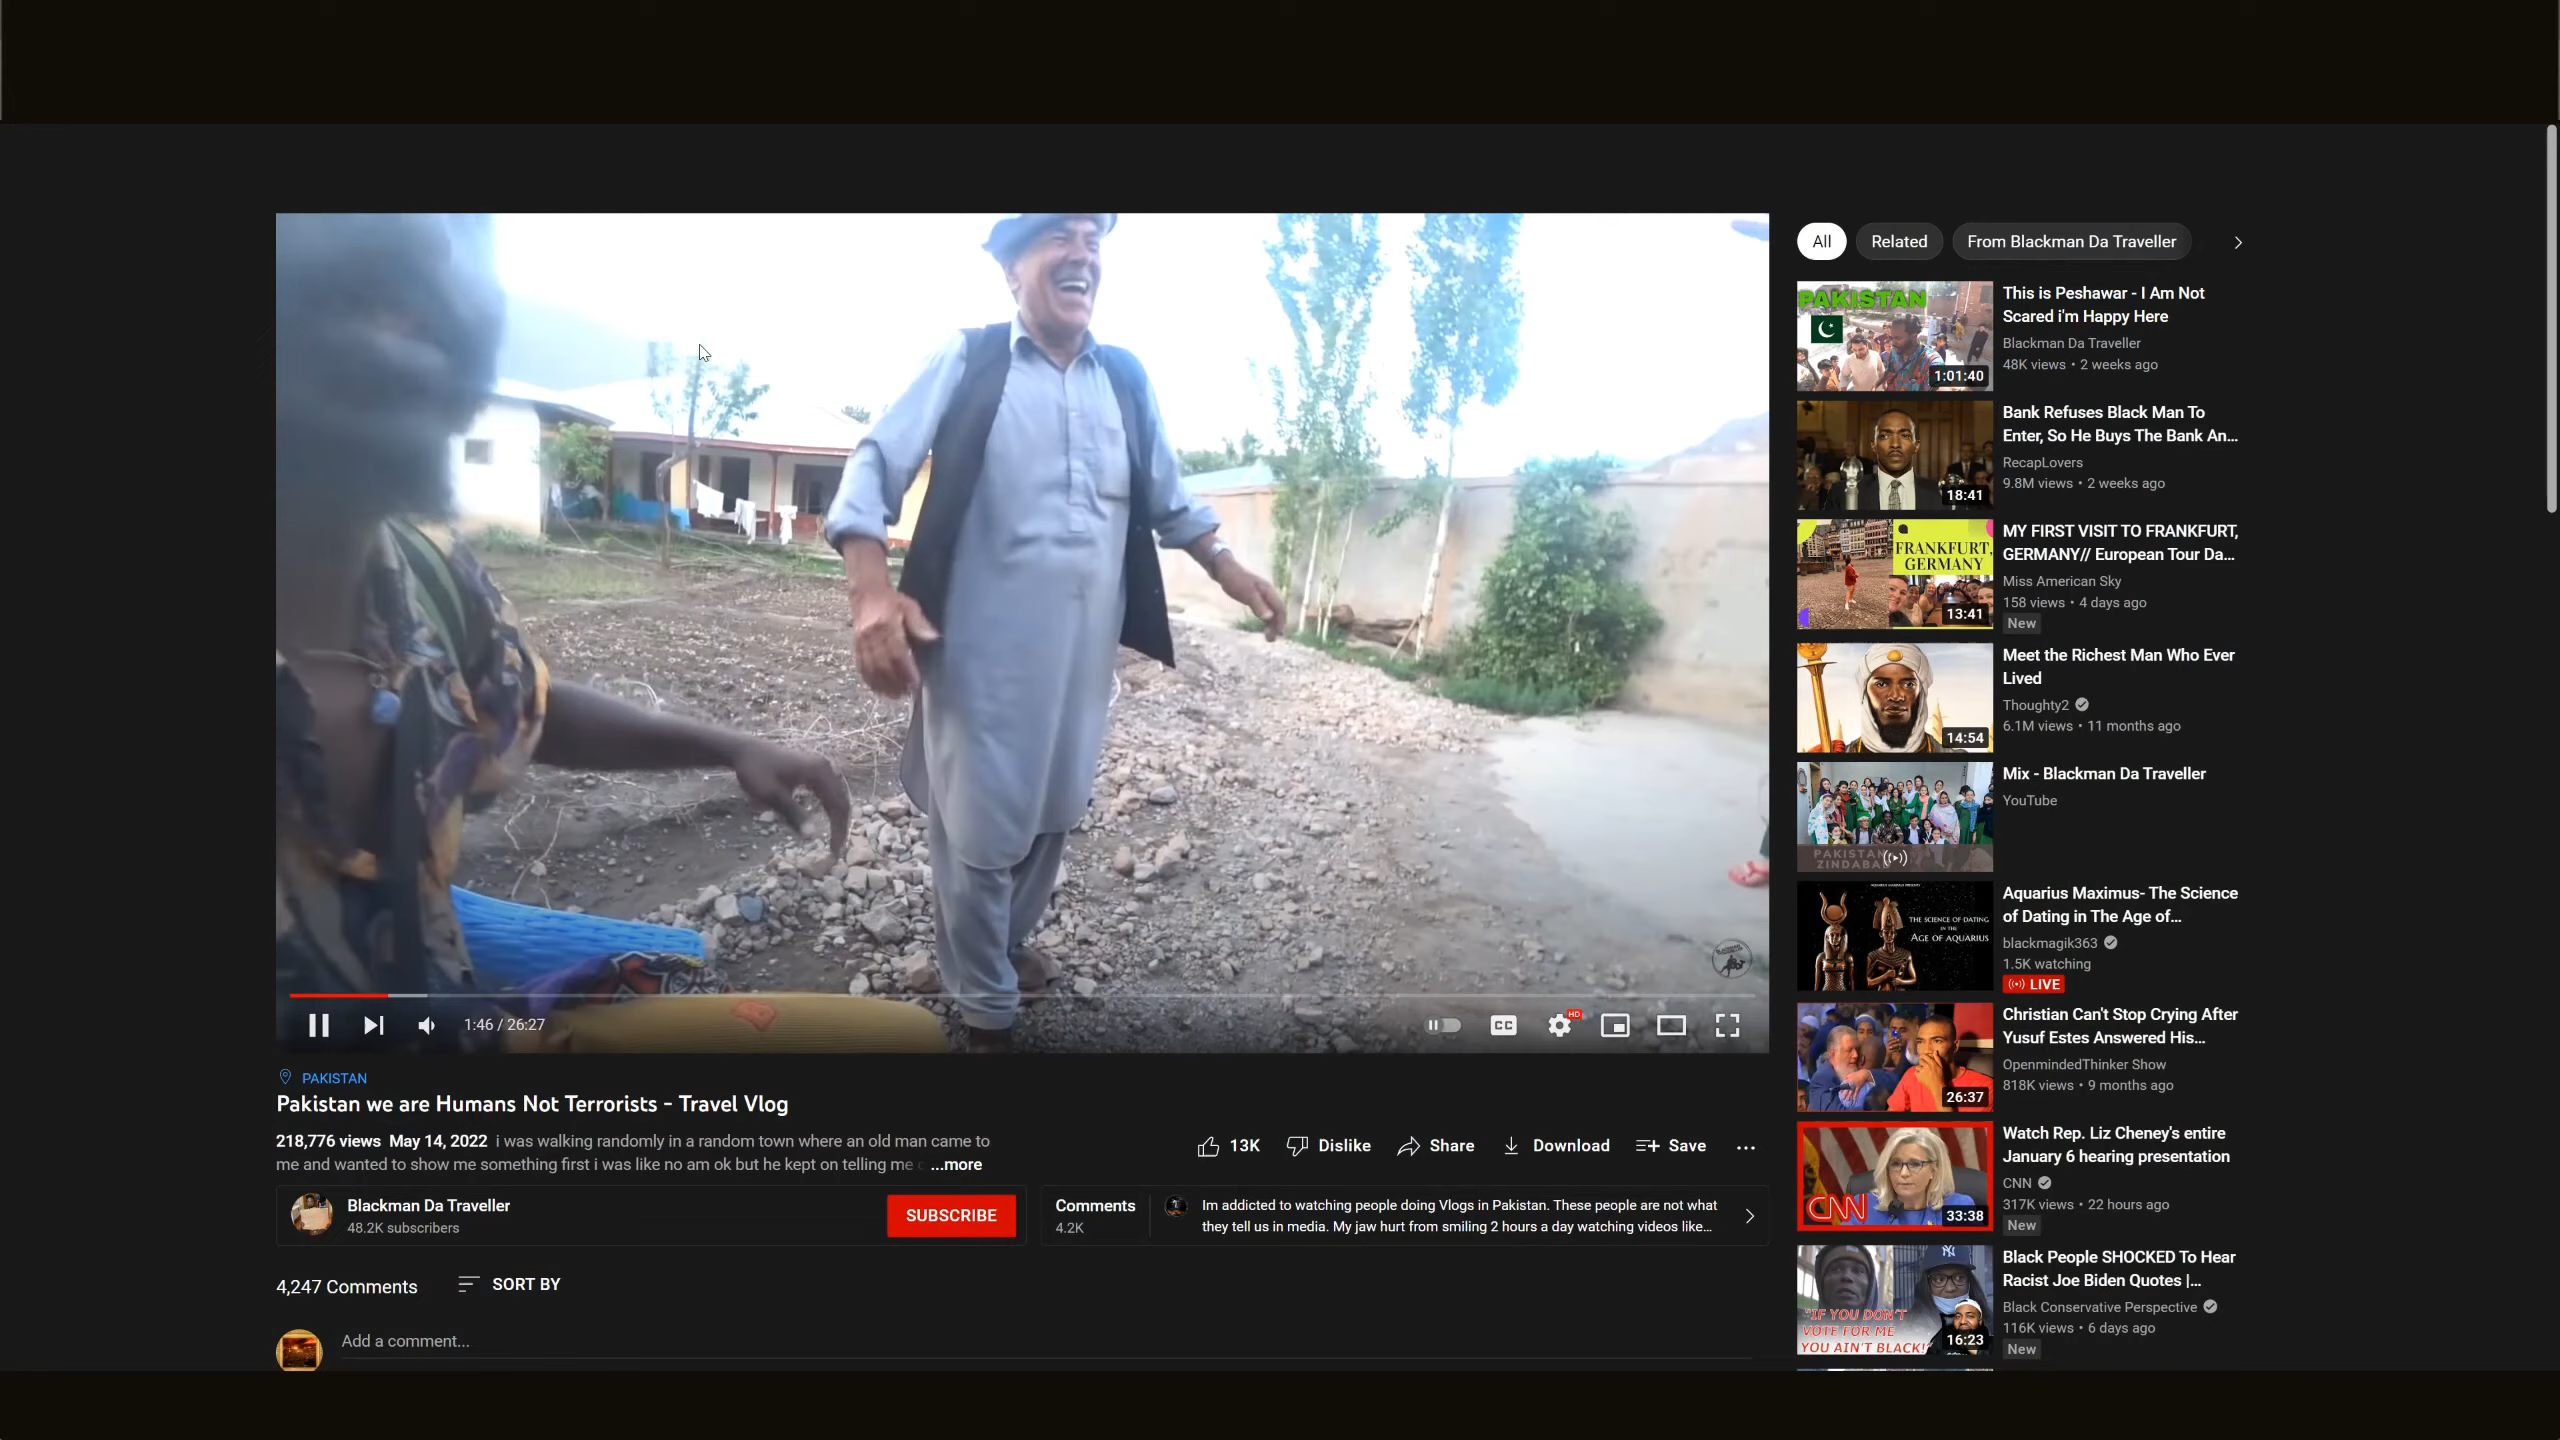 1:46 / 26:27
CC
HD
PAKISTAN
Pakistan we are Humans Not Terrorists - Travel Vlog
218,776 views May 14, 2022 i was walking randomly in a random town where an old man came to
me and wanted to show me something first i was like no am ok but he kept on telling me ...more
13K
Dislike
Share
Download
Save
Blackman Da Traveller
48.2K subscribers
SUBSCRIBE
Comments
4.2K
Im addicted to watching people doing Vlogs in Pakistan. These people are not what
they tell us in media. My jaw hurt from smiling 2 hours a day watching videos like...
4,247 Comments
SORT BY
Add a comment...
All
Related
From Blackman Da Traveller
PAKISTAN
1:01:40
This is Peshawar - I Am Not
Scared i'm Happy Here
Blackman Da Traveller
48K views • 2 weeks ago
18:41
Bank Refuses Black Man To
Enter, So He Buys The Bank An...
RecapLovers
9.8M views • 2 weeks ago
FRANKFURT,
GERMANY
13:41
MY FIRST VISIT TO FRANKFURT,
GERMANY// European Tour Da...
Miss American Sky
158 views • 4 days ago
New
14:54
Meet the Richest Man Who Ever
Lived
Thoughty2
6.1M views • 11 months ago
PAKISTAN
Mix - Blackman Da Traveller
YouTube
THE SCIENCE OF DATING
IN THE
AGE OF AQUARIUS
Aquarius Maximus- The Science
of Dating in The Age of...
blackmagik363
1.5K watching
LIVE
26:37
Christian Can't Stop Crying After
Yusuf Estes Answered His...
OpenmindedThinker Show
818K views • 9 months ago
CNN
33:38
Watch Rep. Liz Cheney's entire
January 6 hearing presentation
CNN
317K views • 22 hours ago
New
"IF YOU DON'T
VOTE FOR ME
YOU AIN'T BLACK!"
16:23
Black People SHOCKED To Hear
Racist Joe Biden Quotes |...
Black Conservative Perspective
116K views • 6 days ago
New